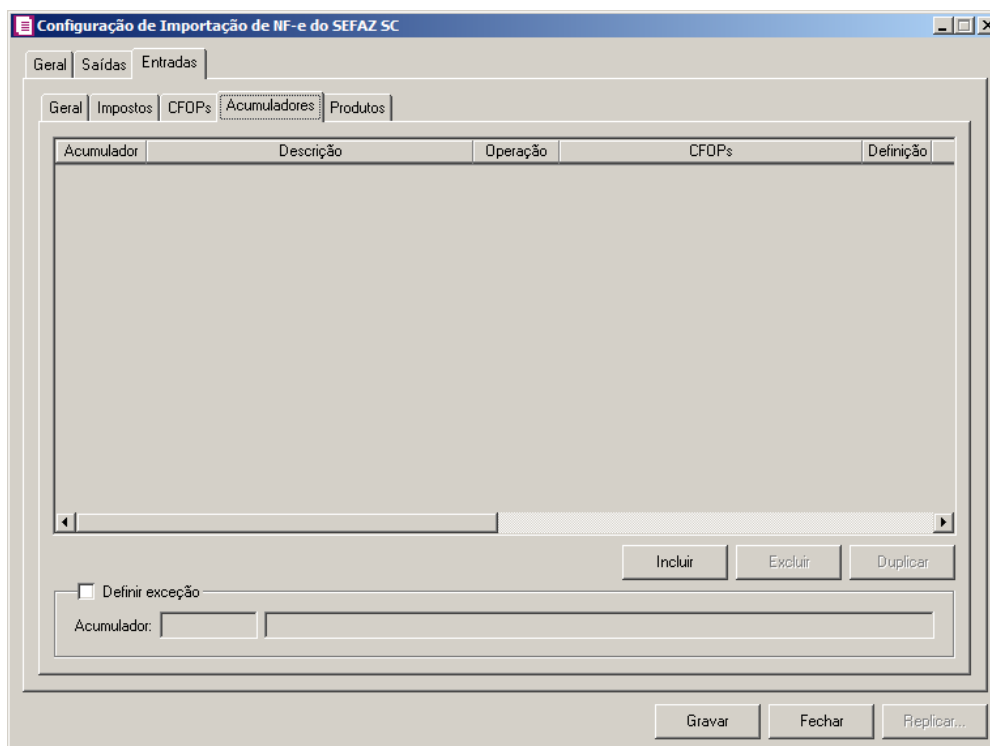 Configuração de Importação de NF-e do SEFAZ SC
Geral Saídas Entradas
Geral Impostos CFOPs Acumuladores Produtos
Acumulador Descrição Operação CFOPs Definição
Incluir Excluir Duplicar
Definir exceção
Acumulador:
Gravar Fechar Replicar...